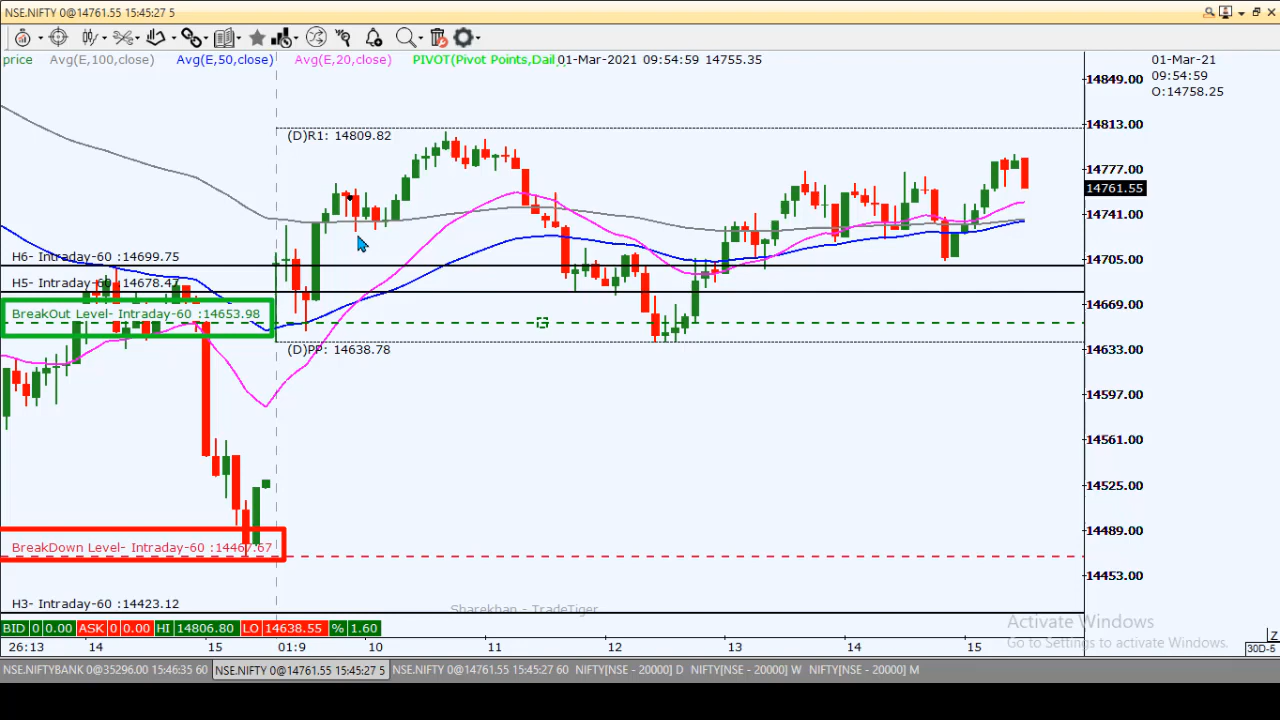 NSE.NIFTY 0@14761.55 15:45:27 5
price Avg(E,100,close) Avg(E,50,close) Avg(E,20,close) PIVOT(Pivot Points,Dail 01-Mar-2021 09:54:59 14755.35
01-Mar-21
09:54:59
O:14758.25
14849.00
14813.00
14777.00
14761.55
14741.00
14705.00
14669.00
14633.00
14597.00
14561.00
14525.00
14489.00
14453.00
(D)R1: 14809.82
H6- Intraday-60 :14699.75
H5- Intraday-60 :14678.47
BreakOut Level- Intraday-60 :14653.98
(D)PP: 14638.78
BreakDown Level- Intraday-60 :14467.67
H3- Intraday-60 :14423.12
Sharekhan - TradeTiger
Activate Windows
Go to Settings to activate Windows.
BID 0 0.00 ASK 0 0.00 HI 14806.80 LO 14638.55 % 1.60
26:13 14 15 01:9 10 11 12 13 14 15
Z
30D-5
NSE.NIFTYBANK 0@35296.00 15:46:35 60 NSE.NIFTY 0@14761.55 15:45:27 5 NSE.NIFTY 0@14761.55 15:45:27 60 NIFTY[NSE - 20000] D NIFTY[NSE - 20000] W NIFTY[NSE - 20000] M